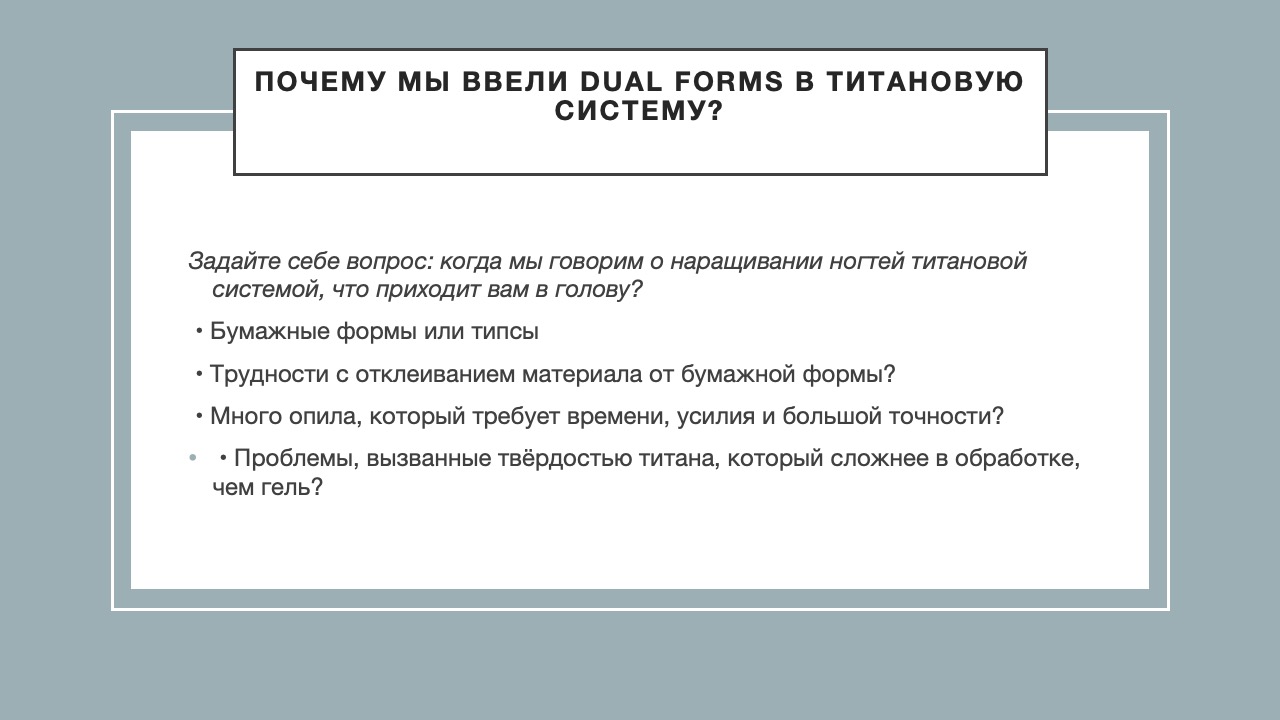 ПОЧЕМУ МЫ ВВЕЛИ DUAL FORMS В ТИТАНОВУЮ
СИСТЕМУ?
Задайте себе вопрос: когда мы говорим о наращивании ногтей титановой
системой, что приходит вам в голову?
• Бумажные формы или типсы
• Трудности с отклеиванием материала от бумажной формы?
• Много опила, который требует времени, усилия и большой точности?
• • Проблемы, вызванные твёрдостью титана, который сложнее в обработке,
чем гель?